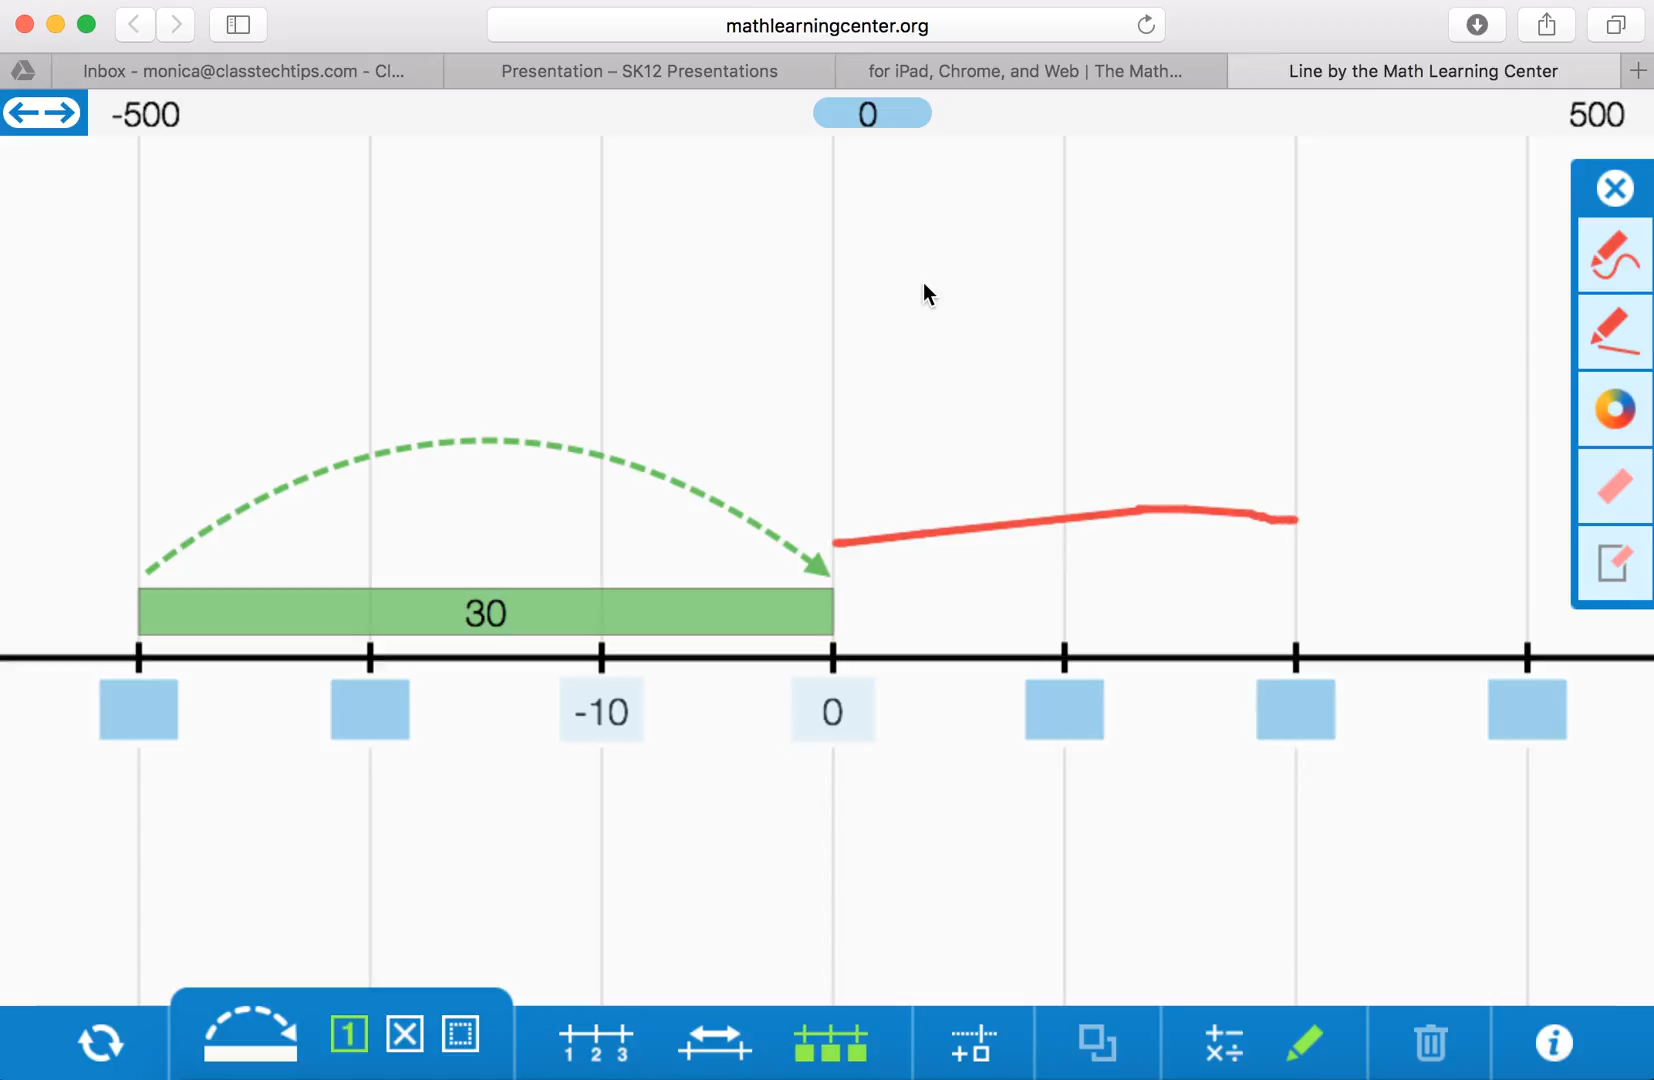 mathlearningcenter.org
Inbox - monica@classtechtips.com - Cl...
Presentation – SK12 Presentations
for iPad, Chrome, and Web | The Math...
Line by the Math Learning Center
-500
0
500
30
-10
0
1
1 2 3